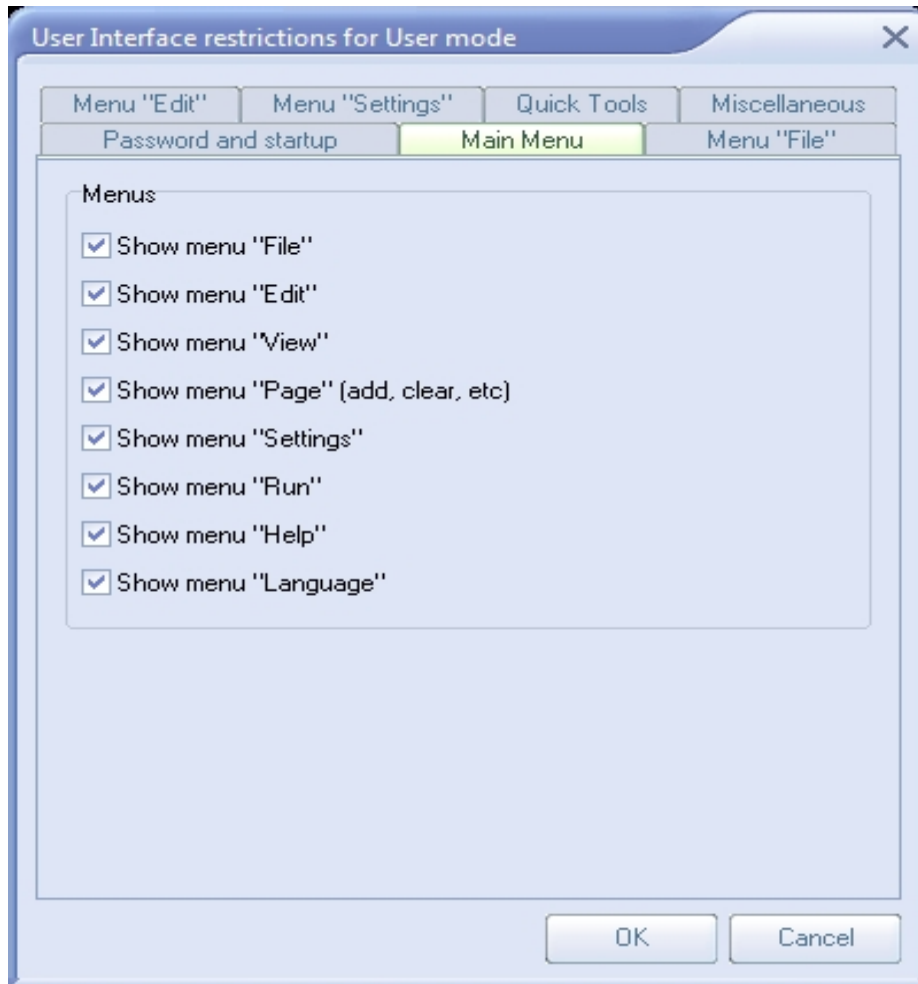 User Interface restrictions for User mode
Menu "Edit" Menu "Settings" Quick Tools Miscellaneous
Password and startup Main Menu Menu "File"
Menus
Show menu "File"
Show menu "Edit"
Show menu "View"
Show menu "Page" (add, clear, etc)
Show menu "Settings"
Show menu "Run"
Show menu "Help"
Show menu "Language"
OK Cancel